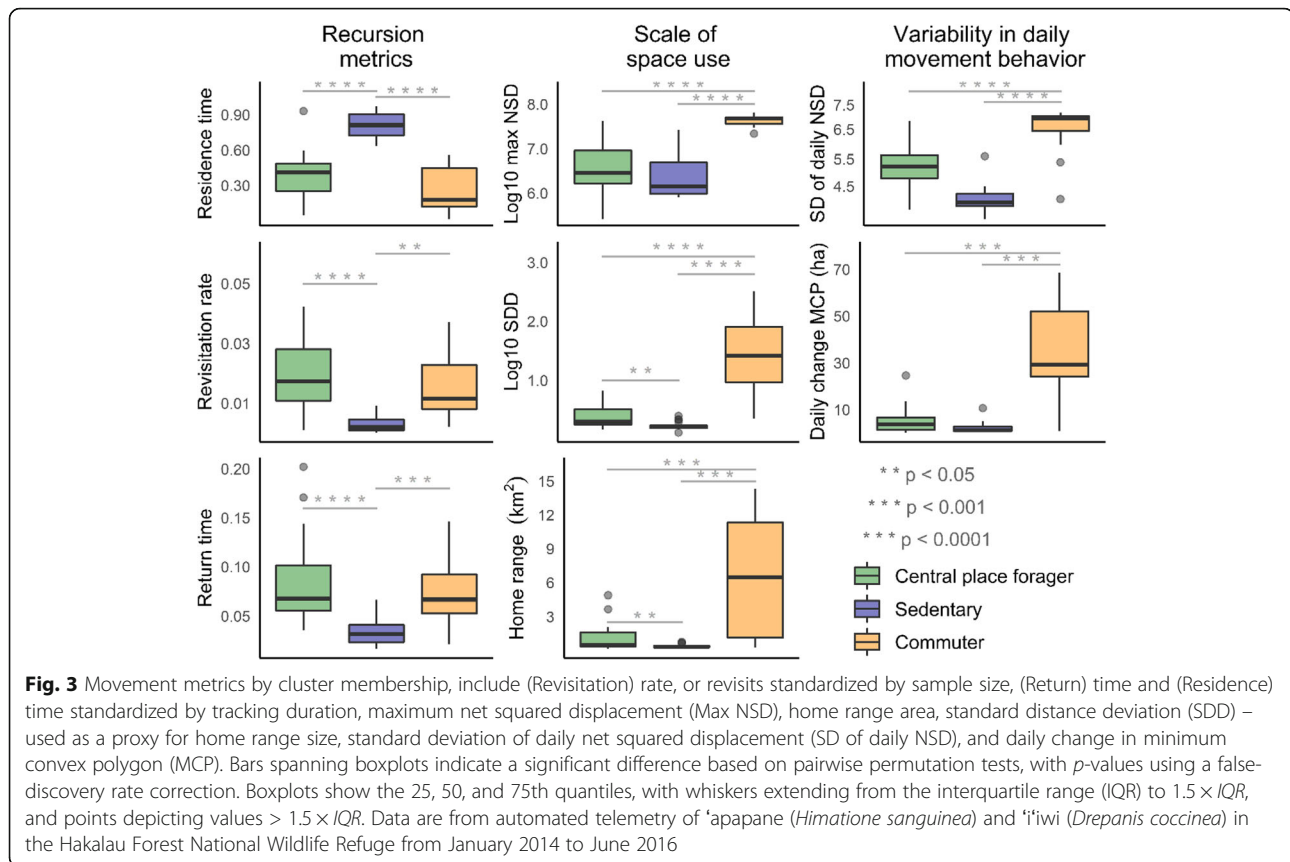 Recursion
metrics
Scale of
space use
Variability in daily
movement behavior
Residence time
0.90
0.60
0.30
* * * *
* * * *
Log10 max NSD
8.0
7.0
6.0
* * * *
* * * *
SD of daily NSD
7.5
6.5
5.5
4.5
* * * *
* * * *
Revisitation rate
0.05
0.03
0.01
* * * *
* *
Log10 SDD
3.0
2.0
1.0
* * * *
* * * *
* *
Daily change MCP (ha)
70
50
30
10
* * *
* * *
Return time
0.20
0.15
0.10
0.05
* * * *
* * *
Home range (km²)
15
12
9
6
3
* * *
* * *
* *
* * p < 0.05
* * * p < 0.001
* * * p < 0.0001
Central place forager
Sedentary
Commuter
Fig. 3 Movement metrics by cluster membership, include (Revisitation) rate, or revisits standardized by sample size, (Return) time and (Residence)
time standardized by tracking duration, maximum net squared displacement (Max NSD), home range area, standard distance deviation (SDD) –
used as a proxy for home range size, standard deviation of daily net squared displacement (SD of daily NSD), and daily change in minimum
convex polygon (MCP). Bars spanning boxplots indicate a significant difference based on pairwise permutation tests, with p-values using a false-
discovery rate correction. Boxplots show the 25, 50, and 75th quantiles, with whiskers extending from the interquartile range (IQR) to 1.5 × IQR,
and points depicting values > 1.5 × IQR. Data are from automated telemetry of ʻapapane (Himatione sanguinea) and ʻiʻiwi (Drepanis coccinea) in
the Hakalau Forest National Wildlife Refuge from January 2014 to June 2016